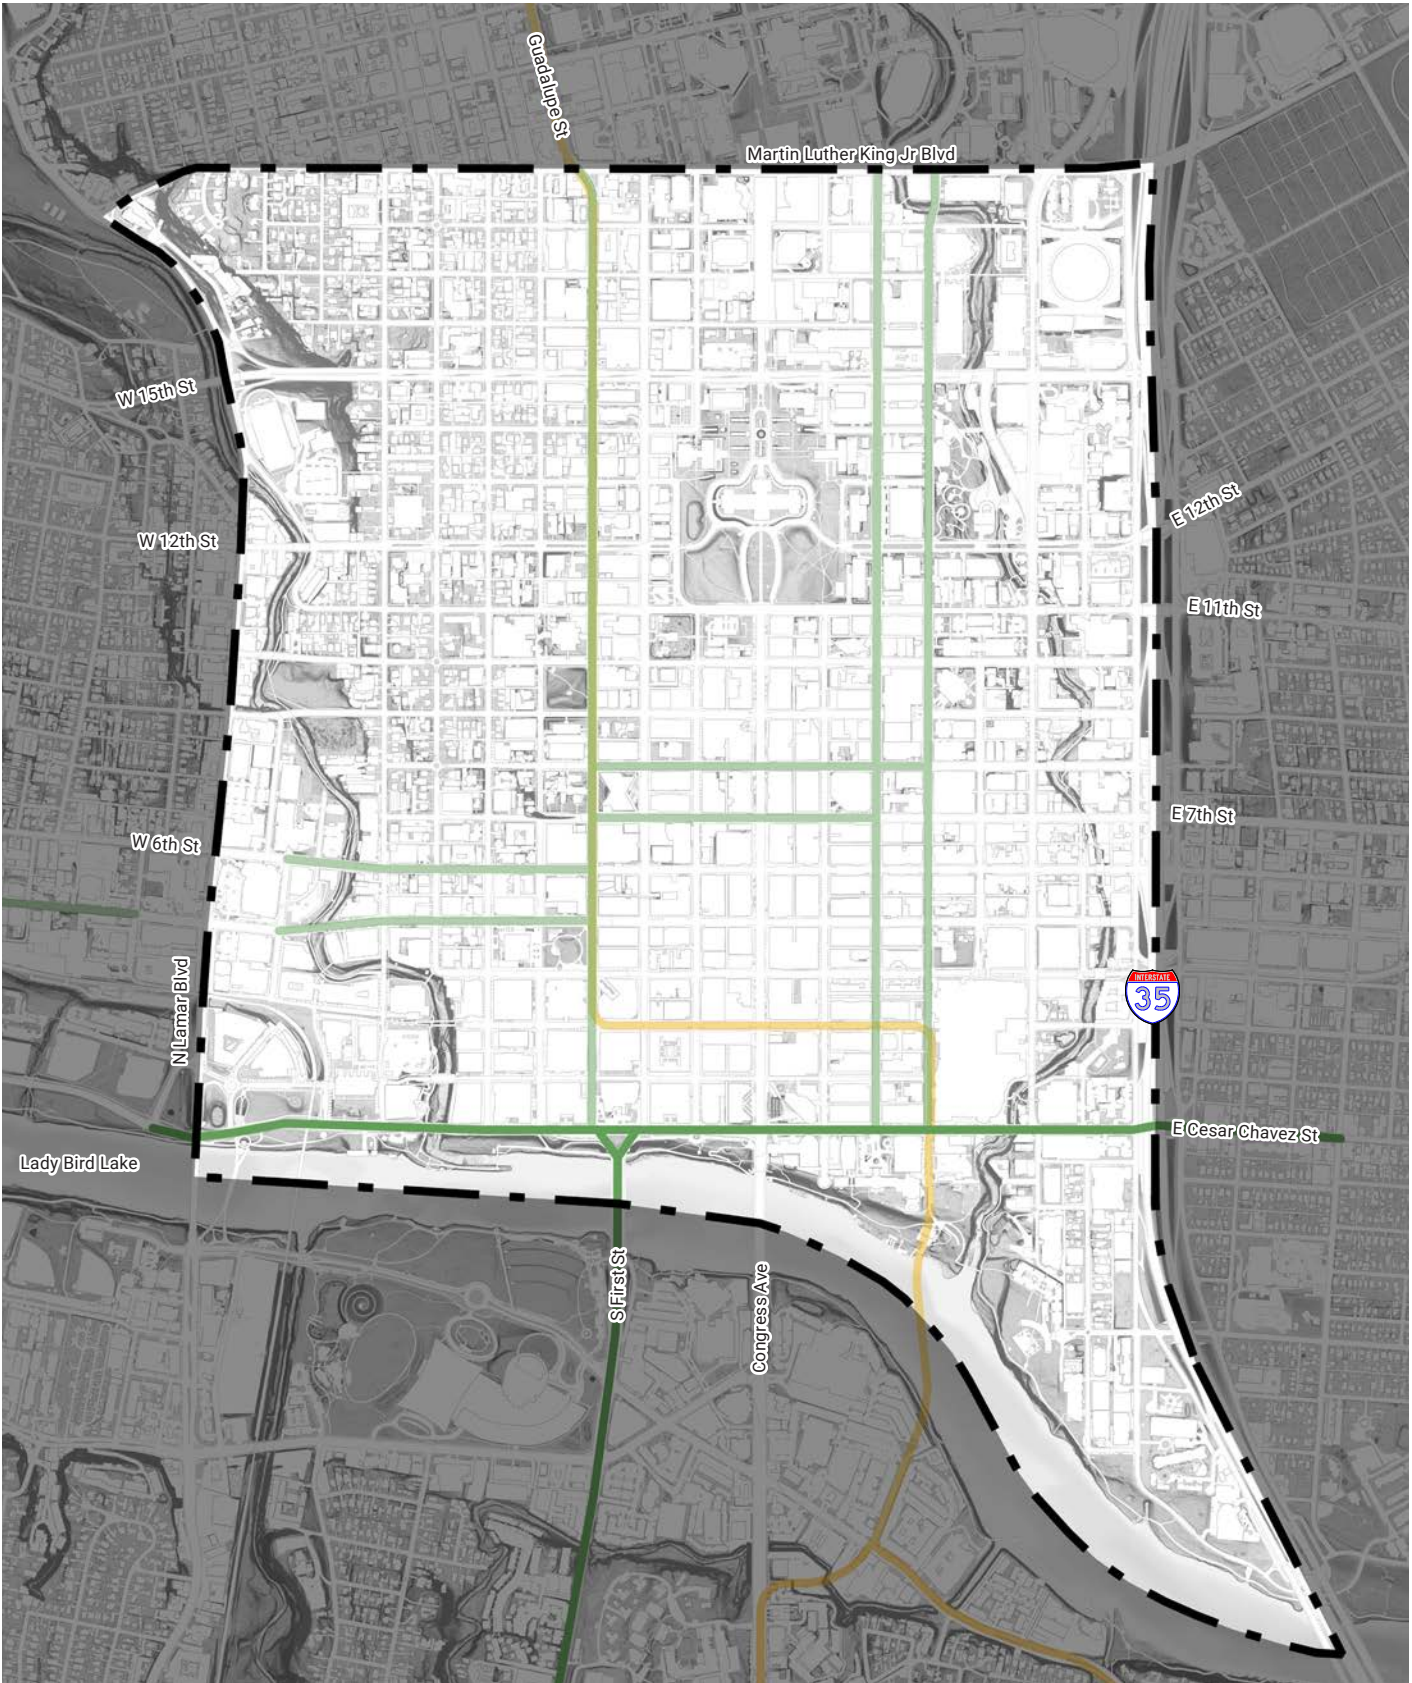 Guadalupe St
Martin Luther King Jr Blvd
W 15th St
E 12th St
W 12th St
E 11th St
E 7th St
W 6th St
N Lamar Blvd
INTERSTATE
35
E Cesar Chavez St
Lady Bird Lake
S First St
Congress Ave